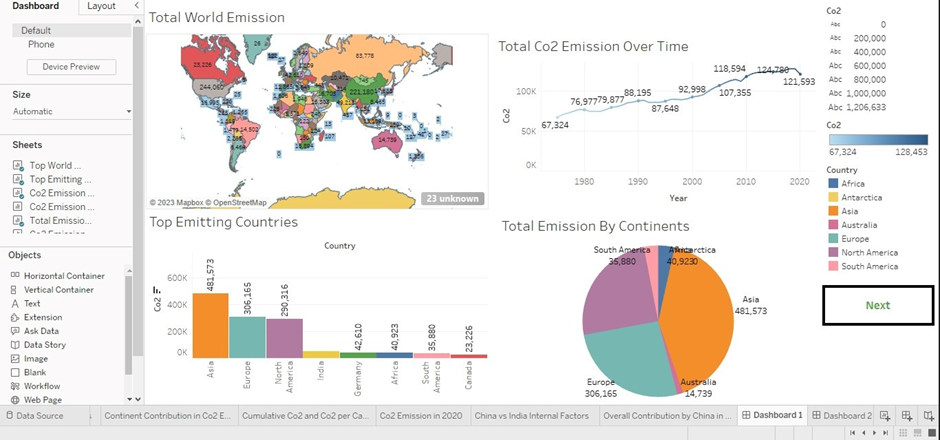 Dashboard
Layout
Default
Phone
Device Preview
Size
Automatic
Sheets
Top World ...
Top Emitting ...
Co2 Emission ...
Co2 Emission ...
Total Emissio...
Objects
Horizontal Container
Vertical Container
Text
Extension
Ask Data
Data Story
Image
Blank
Workflow
Web Page
Total World Emission
26
23,226
244,060
83,778
221,180
14,502
14,739
© 2023 Mapbox © OpenStreetMap
23 unknown
Total Co2 Emission Over Time
Co2
100K
50K
0K
67,324
76,977
79,877
88,195
87,648
92,998
118,594
107,355
124,780
121,593
1980
1990
2000
2010
2020
Year
Top Emitting Countries
Country
Co2
600K
400K
200K
0K
481,573
306,165
290,316
42,610
40,923
35,880
23,226
Asia
Europe
North
America
India
Germany
Africa
South
America
Canada
Total Emission By Continents
South America
35,880
Antarctica
40,923
0
Asia
481,573
Europe
306,165
Australia
14,739
Co2
Abc 0
Abc 200,000
Abc 400,000
Abc 600,000
Abc 800,000
Abc 1,000,000
Abc 1,206,633
Co2
67,324 128,453
Country
Africa
Antarctica
Asia
Australia
Europe
North America
South America
Next
Data Source
Continent Contribution in Co2 E...
Cumulative Co2 and Co2 per Ca...
Co2 Emission in 2020
China vs India Internal Factors
Overall Contribution by China in ...
Dashboard 1
Dashboard 2